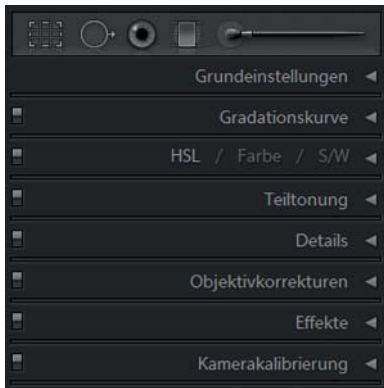 Grundeinstellungen
Gradationskurve
HSL / Farbe / S/W
Teiltonung
Details
Objektivkorrekturen
Effekte
Kamerakalibrierung